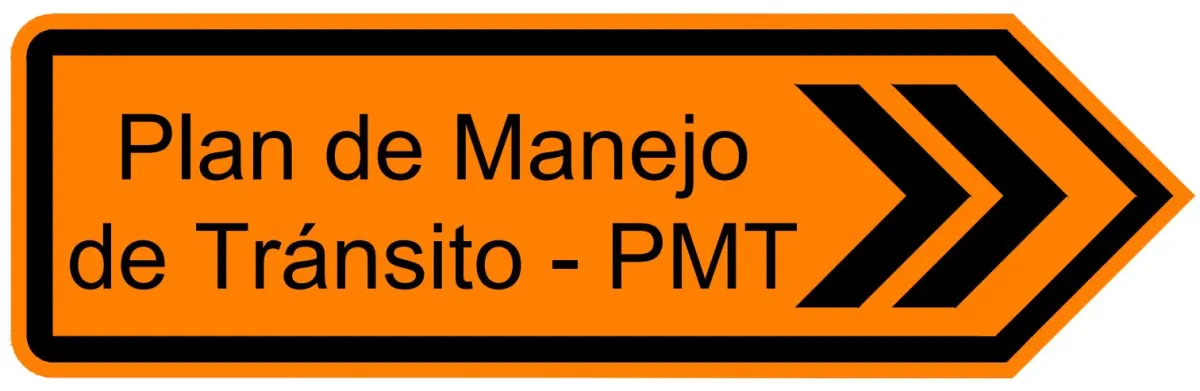 Plan de Manejo
de Tránsito - PMT